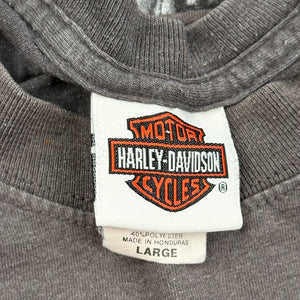 MOTOR
HARLEY-DAVIDSON
CYCLES
®
40% POLYESTER
MADE IN HONDURAS
LARGE